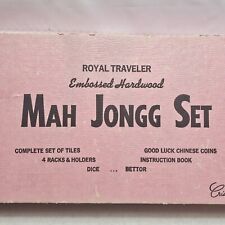 ROYAL TRAVELER
Embossed Hardwood
MAH JONGG SET
COMPLETE SET OF TILES
GOOD LUCK CHINESE COINS
4 RACKS & HOLDERS
INSTRUCTION BOOK
DICE ... BETTOR